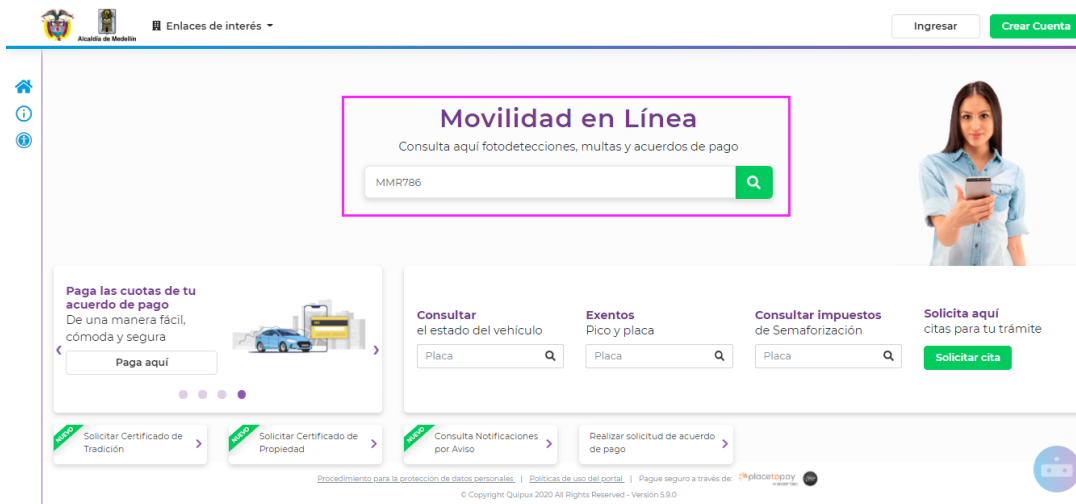 Alcaldía de Medellín
Enlaces de interés
Ingresar
Crear Cuenta
Movilidad en Línea
Consulta aquí fotodetecciones, multas y acuerdos de pago
MMR786
Paga las cuotas de tu
acuerdo de pago
De una manera fácil,
cómoda y segura
Paga aquí
Consultar
el estado del vehículo
Placa
Exentos
Pico y placa
Placa
Consultar impuestos
de Semaforización
Placa
Solicita aquí
citas para tu trámite
Solicitar cita
NUEVO
Solicitar Certificado de
Tradición
NUEVO
Solicitar Certificado de
Propiedad
NUEVO
Consulta Notificaciones
por Aviso
Realizar solicitud de acuerdo
de pago
Procedimiento para la protección de datos personales | Políticas de uso del portal | Pague seguro a través de: placetopay
© Copyright Quipux 2020 All Rights Reserved - Versión 5.9.0